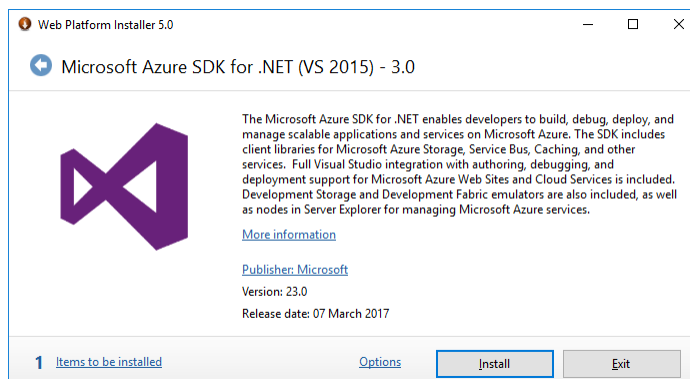 Web Platform Installer 5.0
Microsoft Azure SDK for .NET (VS 2015) - 3.0
The Microsoft Azure SDK for .NET enables developers to build, debug, deploy, and
manage scalable applications and services on Microsoft Azure. The SDK includes
client libraries for Microsoft Azure Storage, Service Bus, Caching, and other
services.  Full Visual Studio integration with authoring, debugging, and
deployment support for Microsoft Azure Web Sites and Cloud Services is included.
Development Storage and Development Fabric emulators are also included, as well
as nodes in Server Explorer for managing Microsoft Azure services.
More information
Publisher: Microsoft
Version: 23.0
Release date: 07 March 2017
1 Items to be installed Options Install Exit